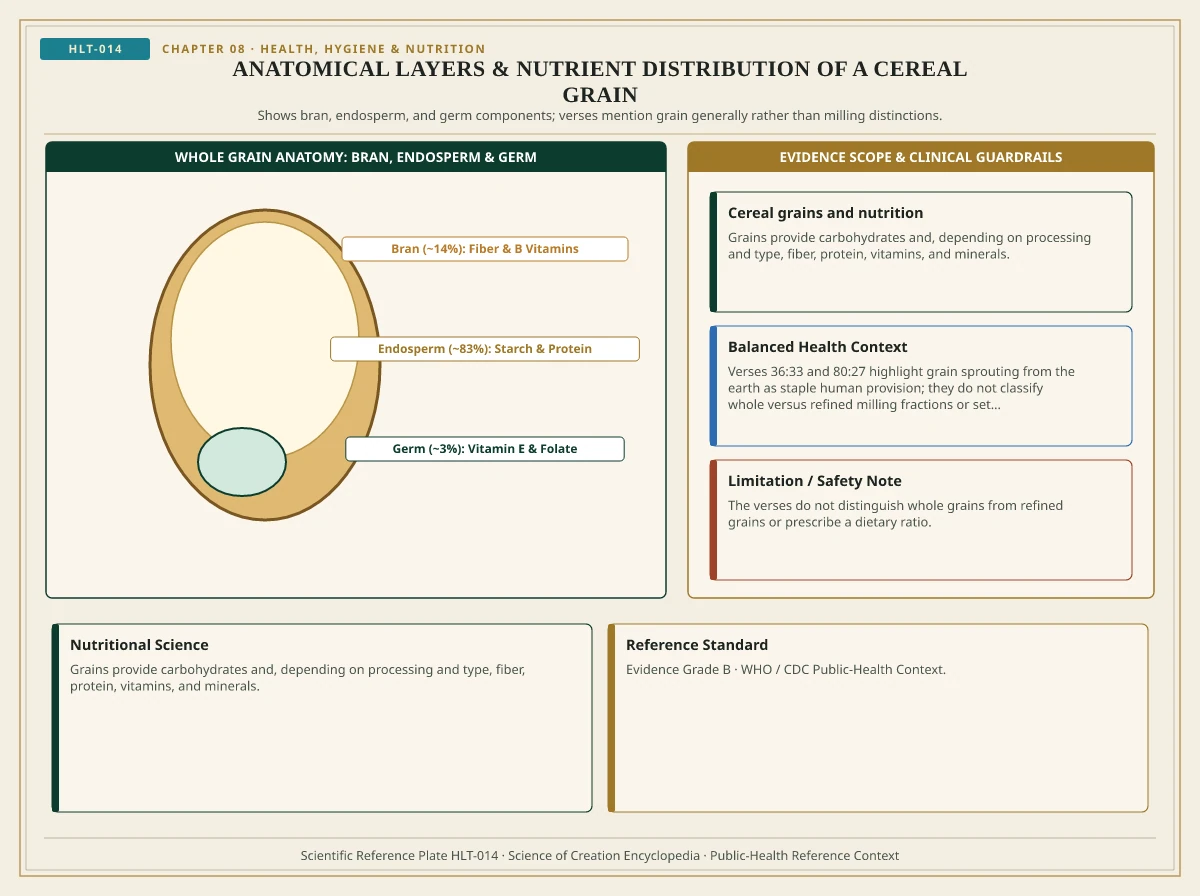 HLT-014
CHAPTER 08 · HEALTH, HYGIENE & NUTRITION
ANATOMICAL LAYERS & NUTRIENT DISTRIBUTION OF A CEREAL
GRAIN
Shows bran, endosperm, and germ components; verses mention grain generally rather than milling distinctions.
WHOLE GRAIN ANATOMY: BRAN, ENDOSPERM & GERM
Bran (~14%): Fiber & B Vitamins
Endosperm (~83%): Starch & Protein
Germ (~3%): Vitamin E & Folate
EVIDENCE SCOPE & CLINICAL GUARDRAILS
Cereal grains and nutrition
Grains provide carbohydrates and, depending on processing
and type, fiber, protein, vitamins, and minerals.
Balanced Health Context
Verses 36:33 and 80:27 highlight grain sprouting from the
earth as staple human provision; they do not classify
whole versus refined milling fractions or set...
Limitation / Safety Note
The verses do not distinguish whole grains from refined
grains or prescribe a dietary ratio.
Nutritional Science
Grains provide carbohydrates and, depending on processing and type, fiber,
protein, vitamins, and minerals.
Reference Standard
Evidence Grade B · WHO / CDC Public-Health Context.
Scientific Reference Plate HLT-014 · Science of Creation Encyclopedia · Public-Health Reference Context